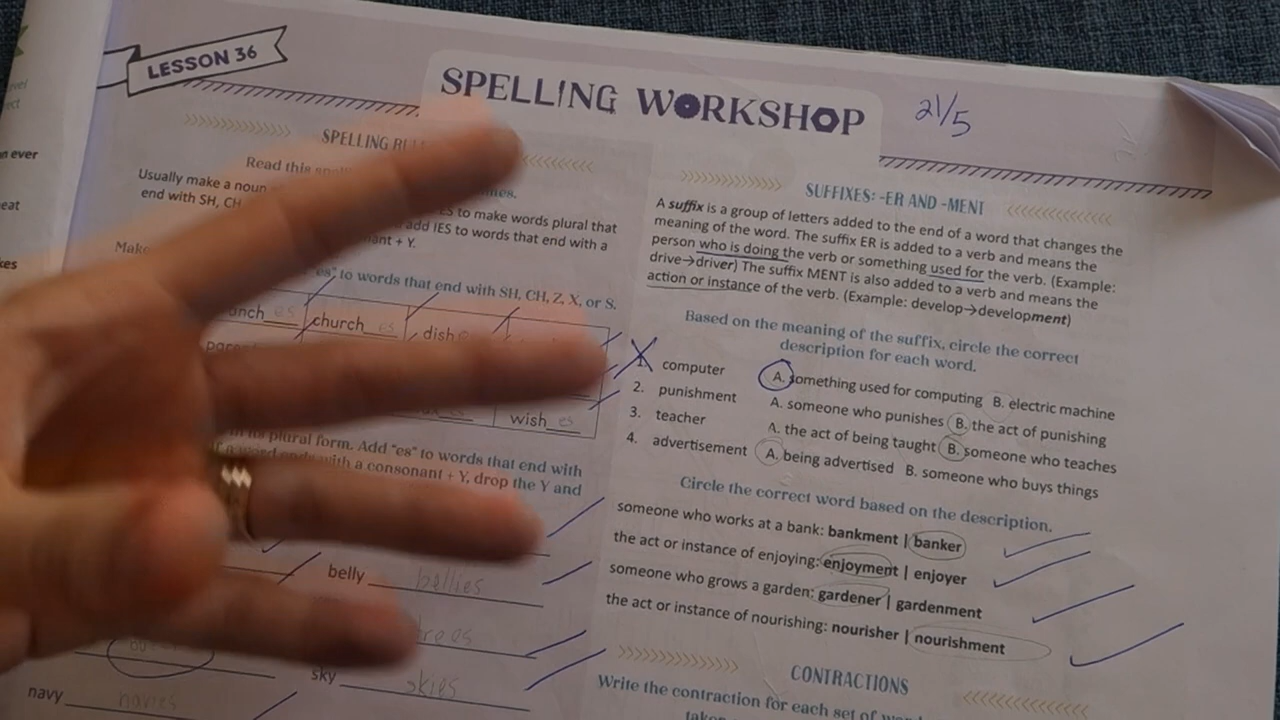 LESSON 36
SPELLING WORKSHOP
21/5
SPELLING
Read this
Usually make a noun
end with SH, CH
ES to make words plural that
add IES to words that end with a
+ Y.
Make
"es" to words that end with SH, CH, Z, X, or S.
es church es dish
wish es
plural form. Add "es" to words that end with
with a consonant + Y, drop the Y and
belly bellies
sky skies
navy navies
SUFFIXES: -ER AND -MENT
A suffix is a group of letters added to the end of a word that changes the
meaning of the word. The suffix ER is added to a verb and means the
person who is doing the verb or something used for the verb. (Example:
drive→driver) The suffix MENT is also added to a verb and means the
action or instance of the verb. (Example: develop→development)
Based on the meaning of the suffix, circle the correct
description for each word.
1. computer A. something used for computing B. electric machine
2. punishment A. someone who punishes B. the act of punishing
3. teacher A. the act of being taught B. someone who teaches
4. advertisement A. being advertised B. someone who buys things
Circle the correct word based on the description.
someone who works at a bank: bankment | banker
the act or instance of enjoying: enjoyment | enjoyer
someone who grows a garden: gardener | gardenment
the act or instance of nourishing: nourisher | nourishment
CONTRACTIONS
Write the contraction for each set of